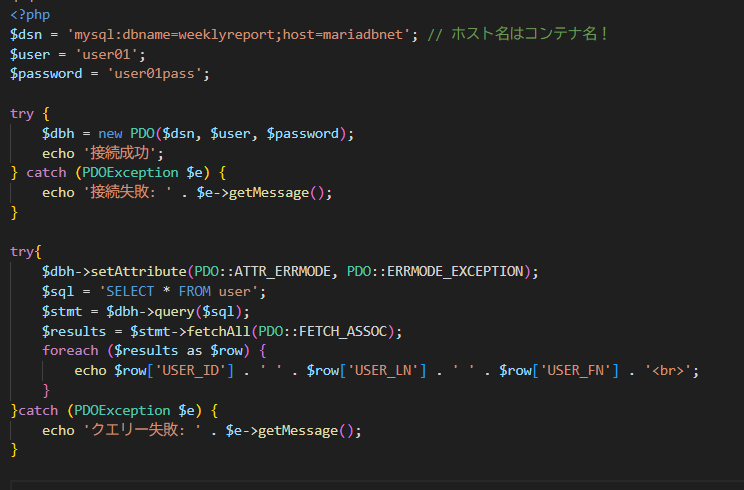 <?php
$dsn = 'mysql:dbname=weeklyreport;host=mariadbnet'; // ホスト名はコンテナ名！
$user = 'user01';
$password = 'user01pass';

try {
    $dbh = new PDO($dsn, $user, $password);
    echo '接続成功';
} catch (PDOException $e) {
    echo '接続失敗: ' . $e->getMessage();
}

try{
    $dbh->setAttribute(PDO::ATTR_ERRMODE, PDO::ERRMODE_EXCEPTION);
    $sql = 'SELECT * FROM user';
    $stmt = $dbh->query($sql);
    $results = $stmt->fetchAll(PDO::FETCH_ASSOC);
    foreach ($results as $row) {
        echo $row['USER_ID'] . ' ' . $row['USER_LN'] . ' ' . $row['USER_FN'] . '<br>';
    }
}catch (PDOException $e) {
    echo 'クエリー失敗: ' . $e->getMessage();
}